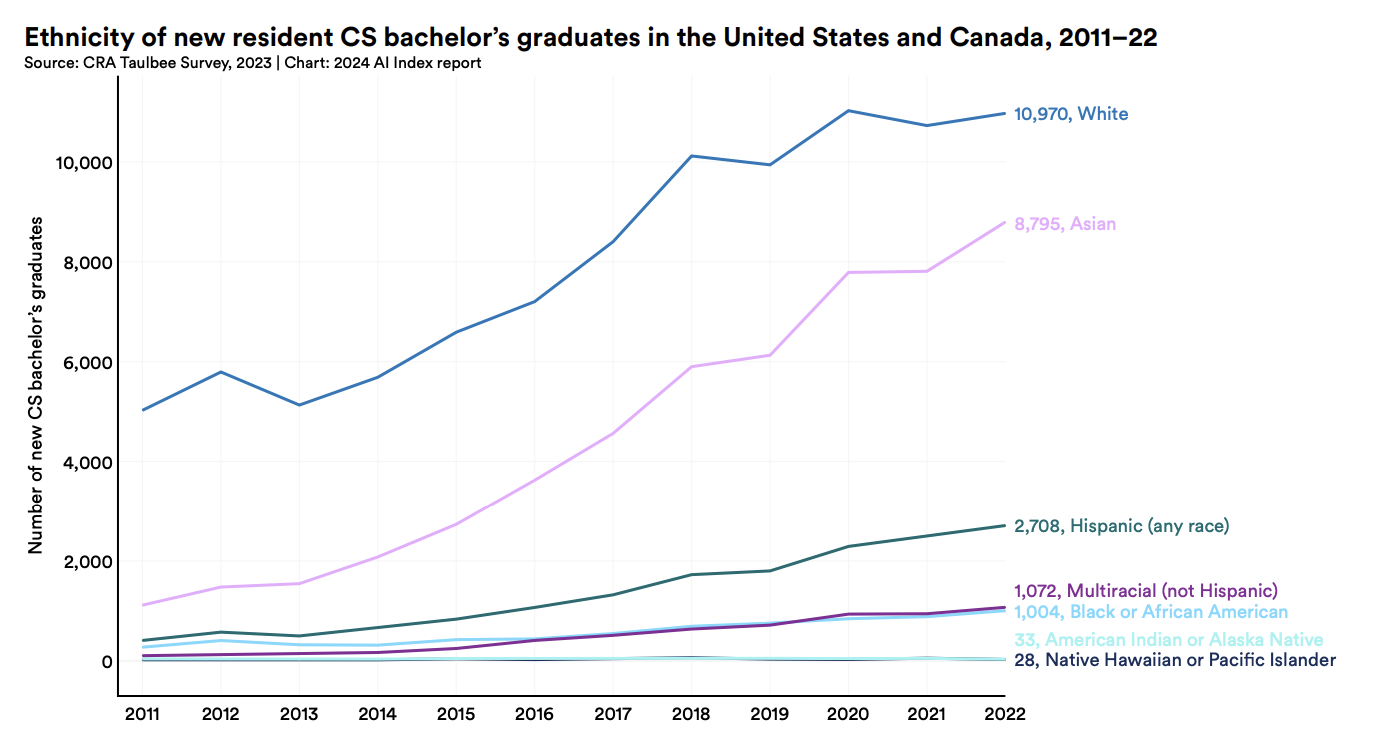 Ethnicity of new resident CS bachelor’s graduates in the United States and Canada, 2011–22
Source: CRA Taulbee Survey, 2023 | Chart: 2024 AI Index report
Number of new CS bachelor’s graduates
10,000
8,000
6,000
4,000
2,000
0
10,970, White
8,795, Asian
2,708, Hispanic (any race)
1,072, Multiracial (not Hispanic)
1,004, Black or African American
33, American Indian or Alaska Native
28, Native Hawaiian or Pacific Islander
2011 2012 2013 2014 2015 2016 2017 2018 2019 2020 2021 2022